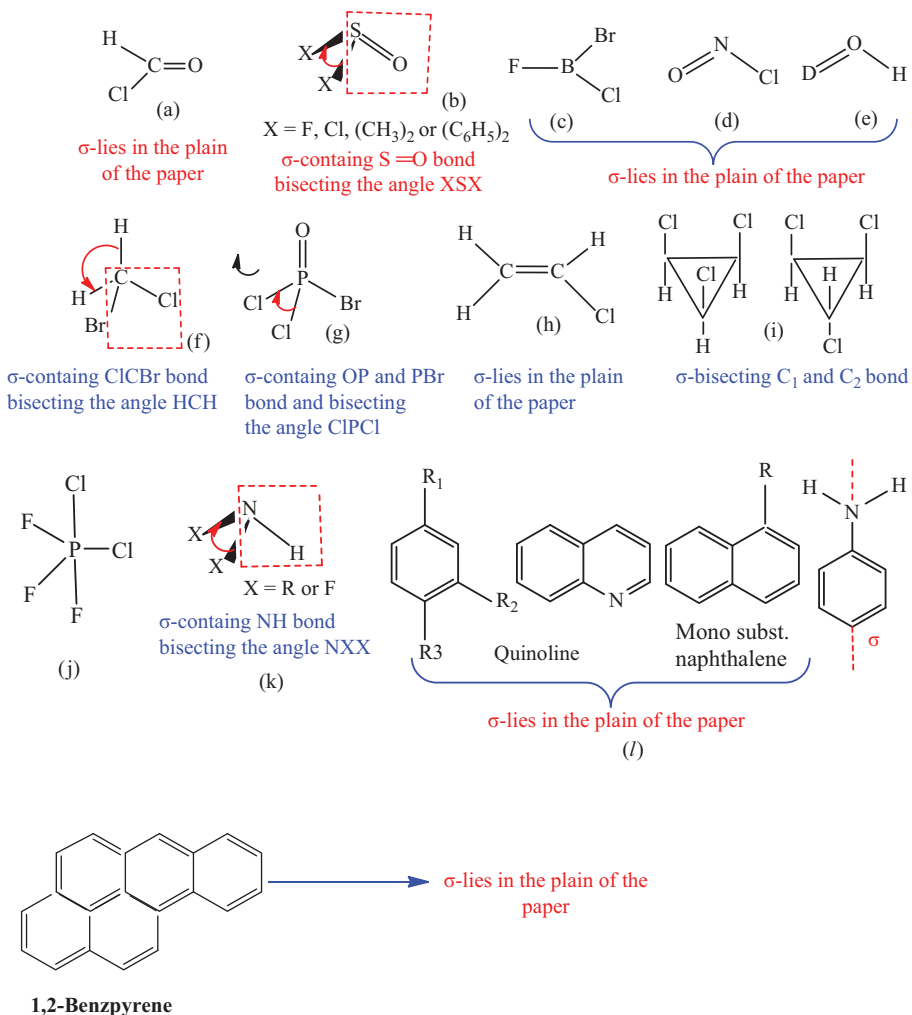 H
C=O
Cl
(a)
σ-lies in the plain
of the paper
S
X
X
O
(b)
X = F, Cl, (CH₃)₂ or (C₆H₅)₂
σ-containg S=O bond
bisecting the angle XSX
Br
F
B
Cl
(c)
N
O
Cl
(d)
O
D
H
(e)
σ-lies in the plain of the paper
H
H
C
Cl
Br
(f)
σ-containg ClCBr bond
bisecting the angle HCH
O
Cl
P
Br
Cl
(g)
σ-containg OP and PBr
bond and bisecting
the angle ClPCl
H
H
C=C
H
Cl
(h)
σ-lies in the plain
of the paper
Cl
Cl
Cl
H
H
H
Cl
Cl
H
H
H
Cl
(i)
σ-bisecting C₁ and C₂ bond
Cl
F
P
Cl
F
F
(j)
N
X
X
H
X = R or F
σ-containg NH bond
bisecting the angle NXX
(k)
R₁
R₂
R3
N
Quinoline
R
Mono subst.
naphthalene
H
H
N
σ
σ-lies in the plain of the paper
(l)
σ-lies in the plain of the
paper
1,2-Benzpyrene